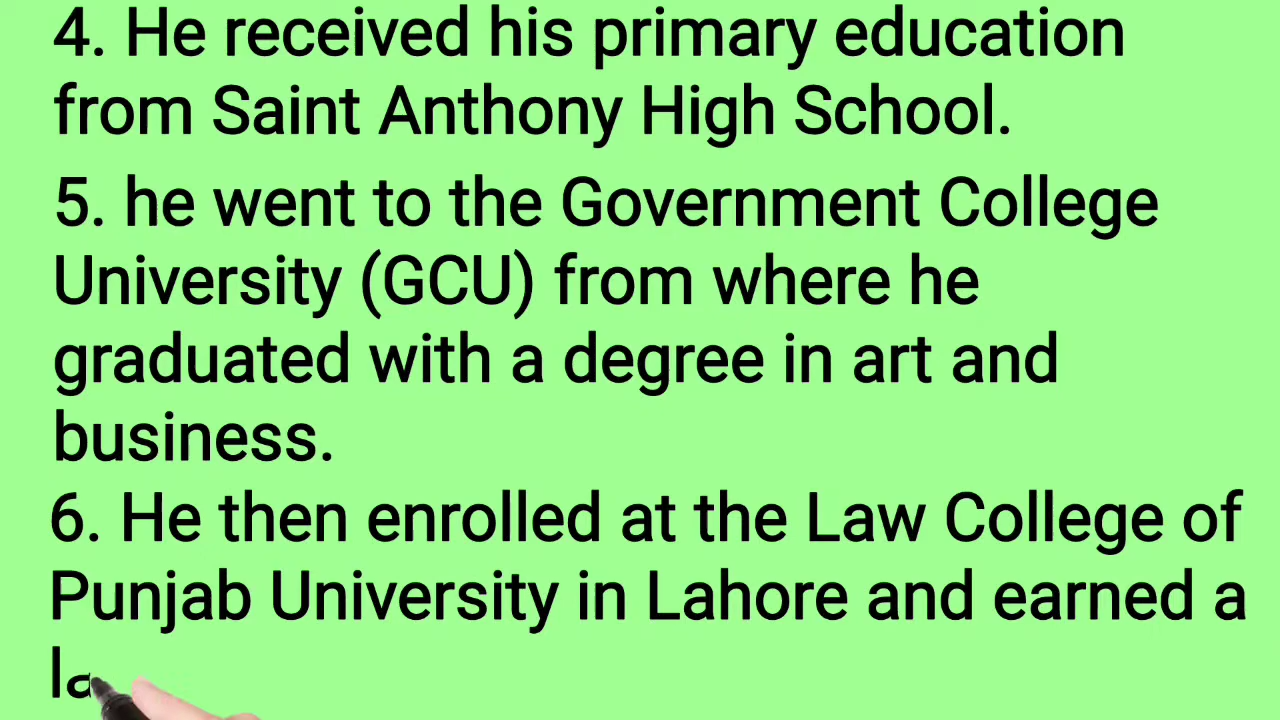 4. He received his primary education
from Saint Anthony High School.
5. he went to the Government College
University (GCU) from where he
graduated with a degree in art and
business.
6. He then enrolled at the Law College of
Punjab University in Lahore and earned a
la